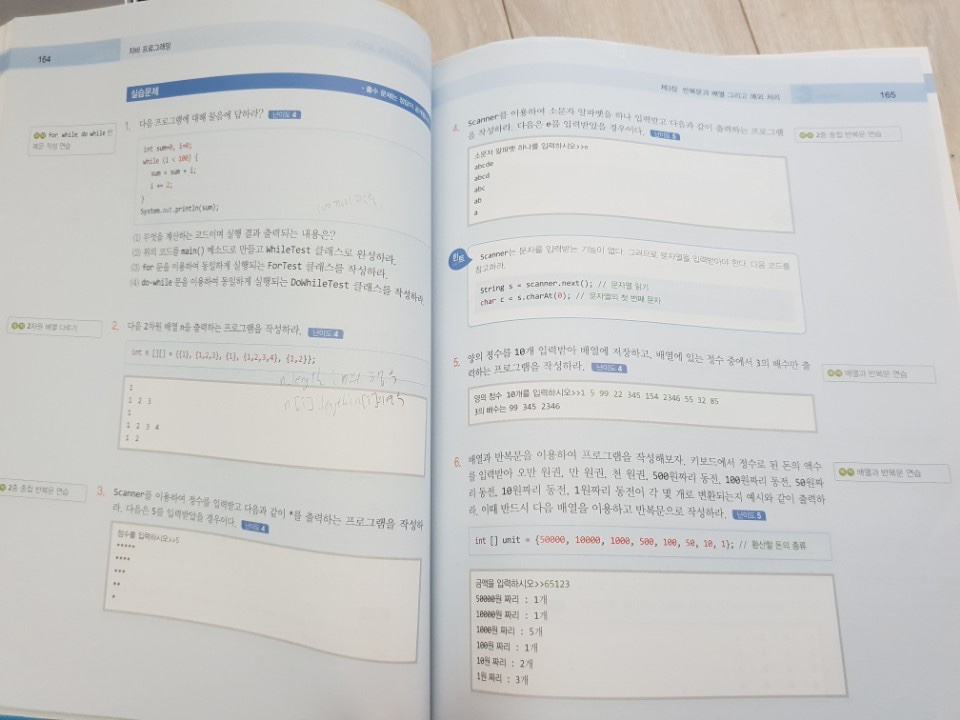 164
자바 프로그래밍
실습문제
· 홀수 문제는
1. 다음 프로그램에 대해 물음에 답하라? 난이도 4
목적 for, while, do while 반
복문 작성 연습
int sum=0, i=0;
while (i < 100) {
sum = sum + i;
i += 2;
}
System.out.println(sum);
(1) 무엇을 계산하는 코드이며 실행 결과 출력되는 내용은?
(2) 위의 코드를 main() 메소드로 만들고 WhileTest 클래스로 완성하라.
(3) for 문을 이용하여 동일하게 실행되는 ForTest 클래스를 작성하라.
(4) do-while 문을 이용하여 동일하게 실행되는 DoWhileTest 클래스를 작성하라.
목적 2차원 배열 다루기
2. 다음 2차원 배열 n을 출력하는 프로그램을 작성하라. 난이도 4
int n [][] = {{1}, {1,2,3}, {1}, {1,2,3,4}, {1,2}};
n.length
n[i].length
1
1 2 3
1
1 2 3 4
1 2
목적 2중 중첩 반복문 연습
3. Scanner를 이용하여 정수를 입력받고 다음과 같이 *를 출력하는 프로그램을 작성하
라. 다음은 5를 입력받았을 경우이다. 난이도 4
정수를 입력하시오>>5
*****
****
***
**
*
제3장 반복문과 배열 그리고 예외 처리
165
4. Scanner를 이용하여 소문자 알파벳을 하나 입력받고 다음과 같이 출력하는 프로그램
을 작성하라. 다음은 e를 입력받았을 경우이다. 난이도 5
목적 2중 중첩 반복문 연습
소문자 알파벳 하나를 입력하시오>>e
abcde
abcd
abc
ab
a
힌트
Scanner는 문자를 입력받는 기능이 없다. 그러므로 문자열을 입력받아야 한다. 다음 코드를
참고하라.
String s = scanner.next(); // 문자열 읽기
char c = s.charAt(0); // 문자열의 첫 번째 문자
5. 양의 정수를 10개 입력받아 배열에 저장하고, 배열에 있는 정수 중에서 3의 배수만 출
력하는 프로그램을 작성하라. 난이도 4
목적 배열과 반복문 연습
양의 정수 10개를 입력하시오>>1 5 99 22 345 154 2346 55 32 85
3의 배수는 99 345 2346
6. 배열과 반복문을 이용하여 프로그램을 작성해보자. 키보드에서 정수로 된 돈의 액수
를 입력받아 오만 원권, 만 원권, 천 원권, 500원짜리 동전, 100원짜리 동전, 50원짜
리 동전, 10원짜리 동전, 1원짜리 동전이 각 몇 개로 변환되는지 예시와 같이 출력하
라. 이때 반드시 다음 배열을 이용하고 반복문으로 작성하라. 난이도 5
목적 배열과 반복문 연습
int [] unit = {50000, 10000, 1000, 500, 100, 50, 10, 1}; // 환산할 돈의 종류
금액을 입력하시오>>65123
50000원 짜리 : 1개
10000원 짜리 : 1개
1000원 짜리 : 5개
100원 짜리 : 1개
10원 짜리 : 2개
1원 짜리 : 3개